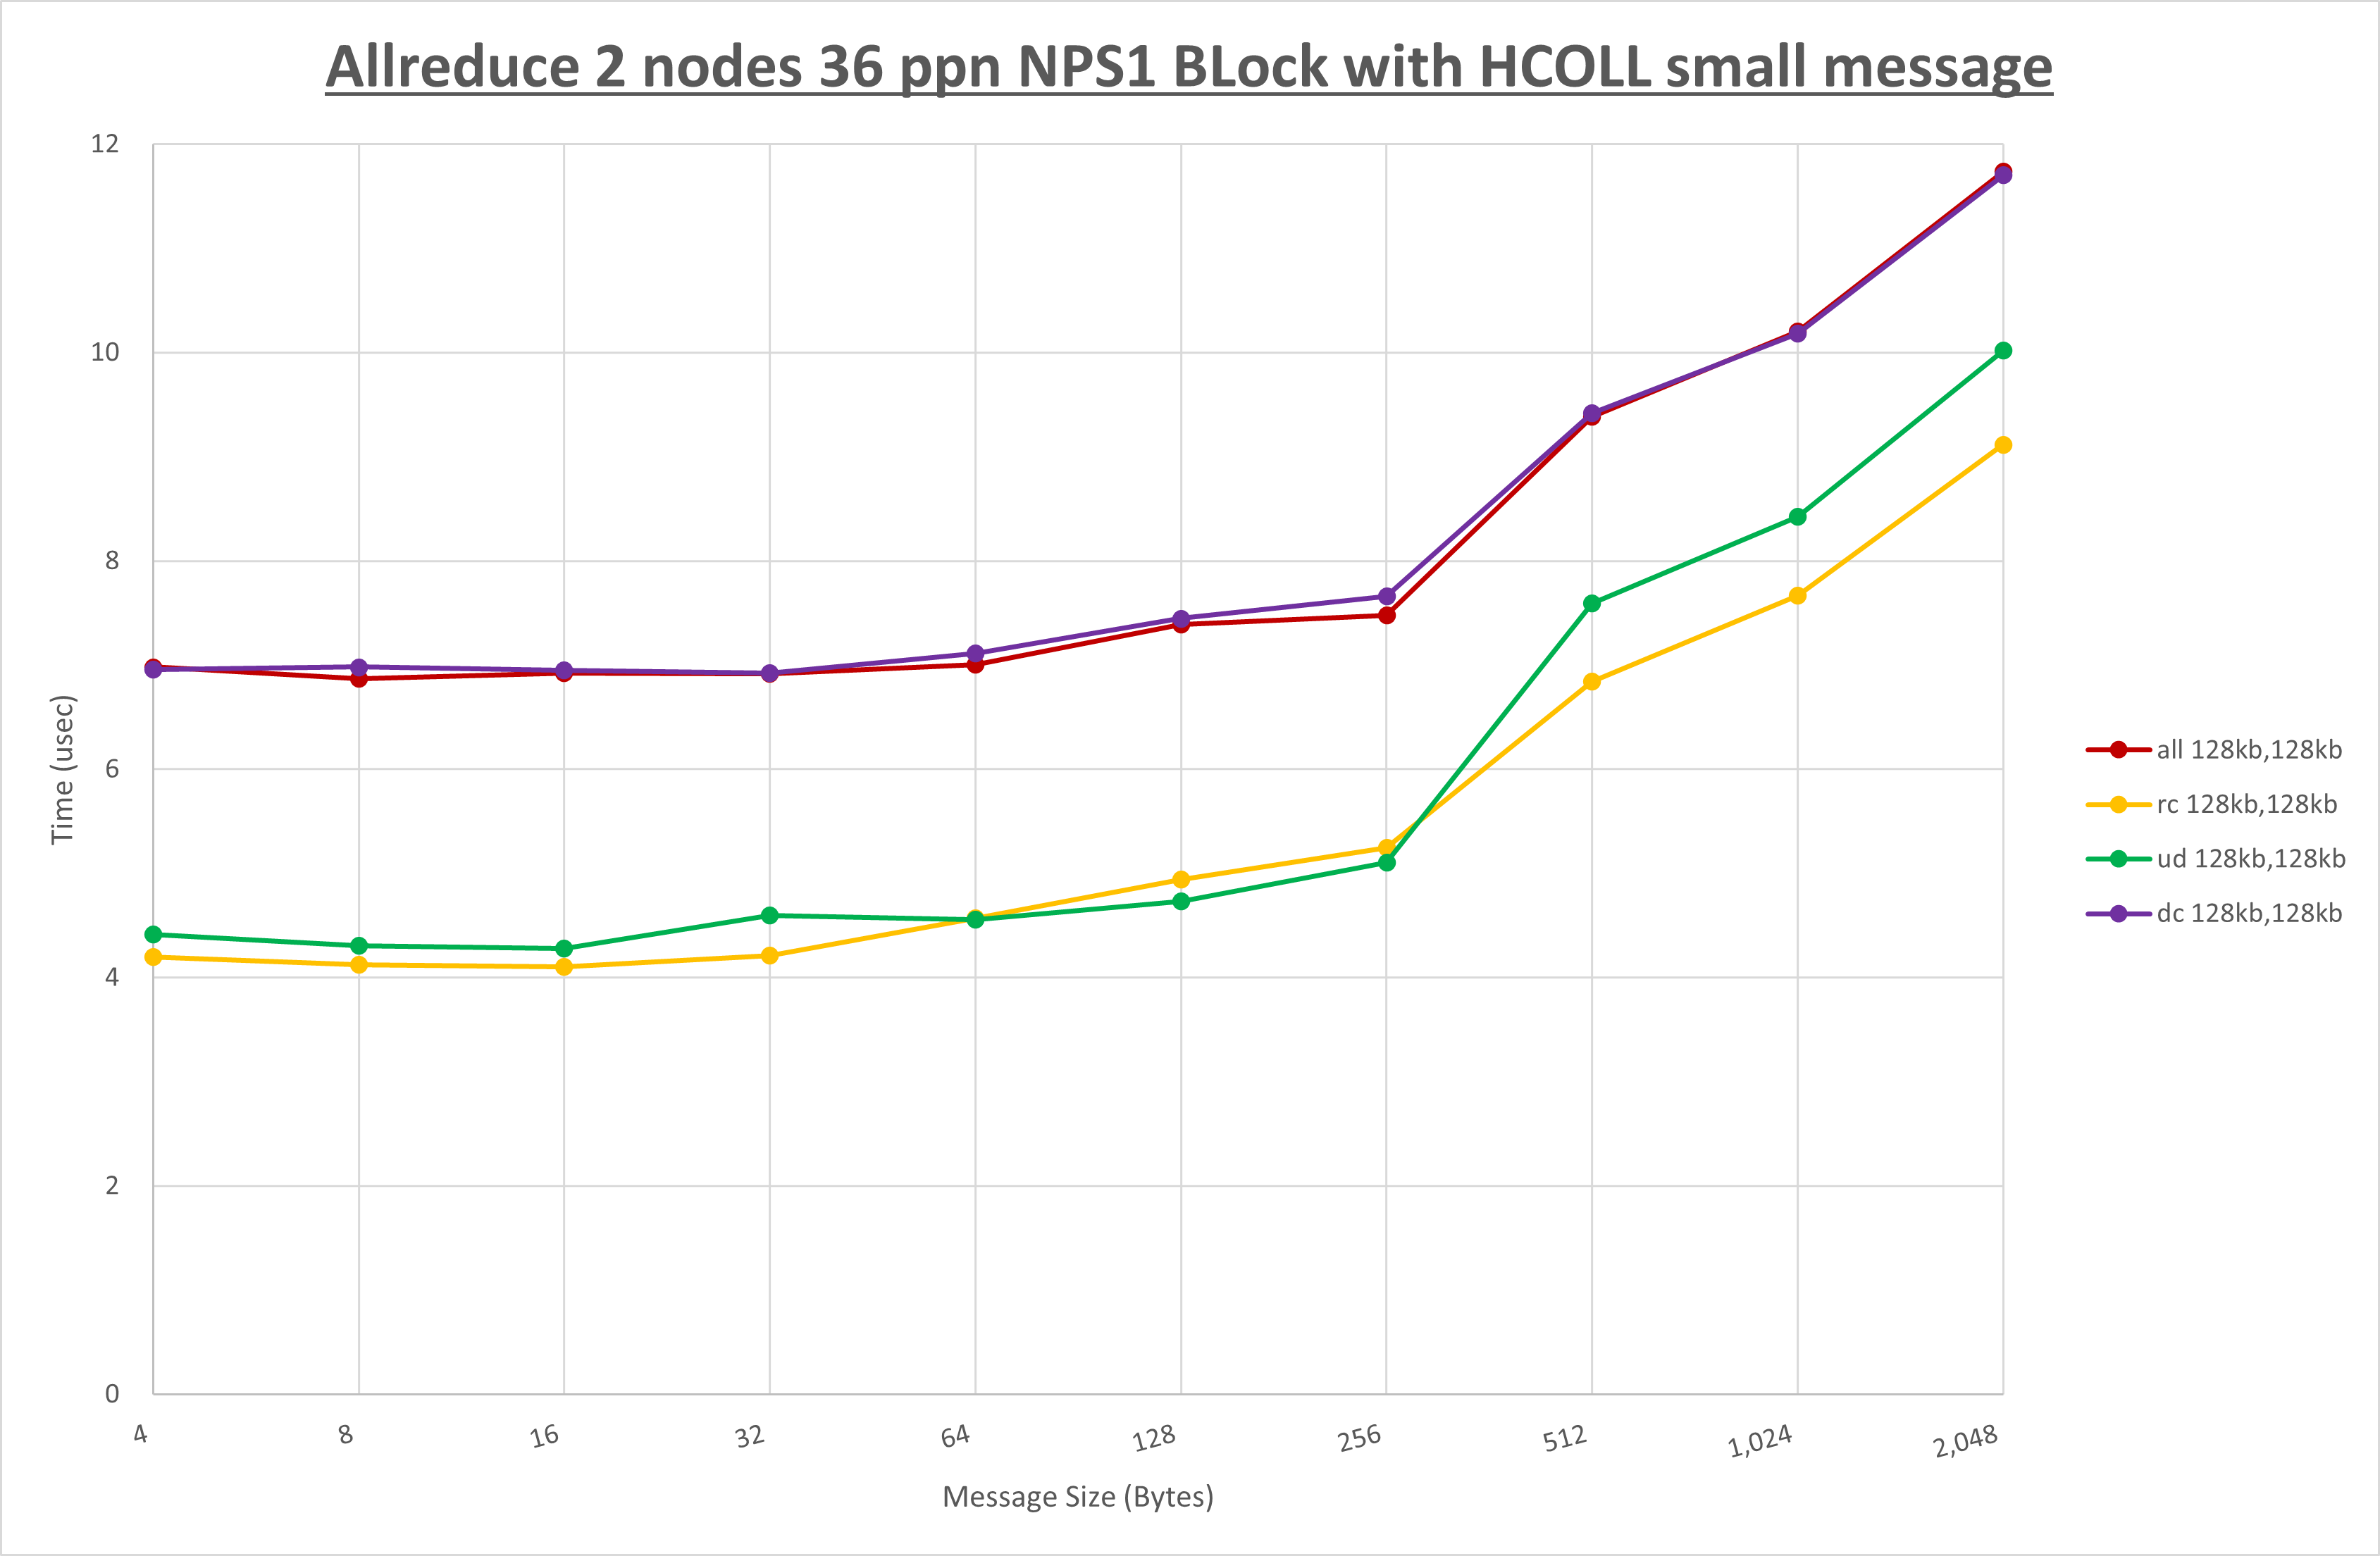 Allreduce 2 nodes 36 ppn NPS1 BLock with HCOLL small message
12
10
8
6
4
2
0
Time (usec)
4
8
16
32
64
128
256
512
1,024
2,048
Message Size (Bytes)
all 128kb,128kb
rc 128kb,128kb
ud 128kb,128kb
dc 128kb,128kb